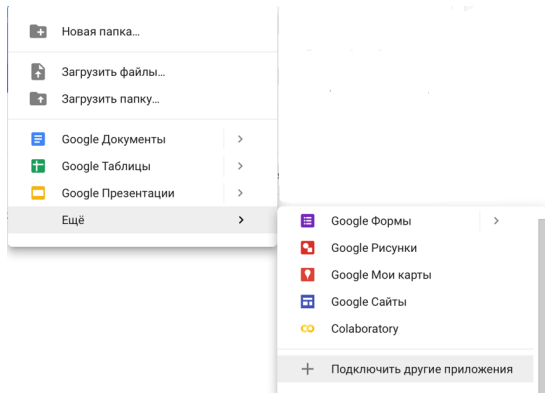 Новая папка...
Загрузить файлы...
Загрузить папку...
Google Документы
Google Таблицы
Google Презентации
Ещё
Google Формы
Google Рисунки
Google Мои карты
Google Сайты
Colaboratory
Подключить другие приложения